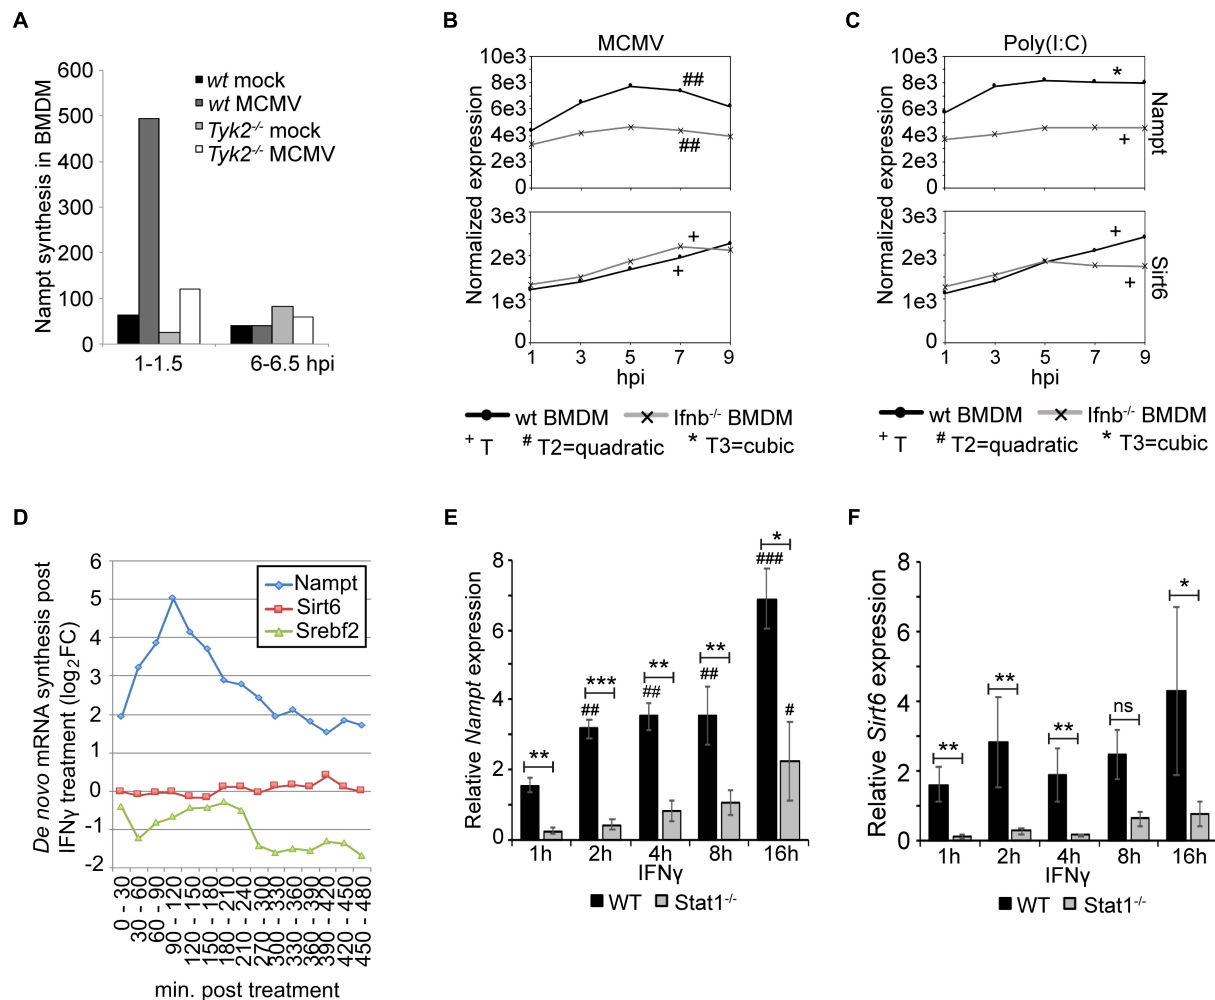 A
Nampt synthesis in BMDM
600
500
400
300
200
100
0
wt mock
wt MCMV
Tyk2-/- mock
Tyk2-/- MCMV
1-1.5
6-6.5 hpi
B
MCMV
Normalized expression
10e3
8e3
6e3
4e3
2e3
0
##
##
3e3
2e3
1e3
0
+
+
1 3 5 7 9
hpi
wt BMDM Ifnb-/- BMDM
+ T # T2=quadratic * T3=cubic
C
Poly(I:C)
Normalized expression
10e3
8e3
6e3
4e3
2e3
0
*
+
Nampt
3e3
2e3
1e3
0
+
+
Sirt6
1 3 5 7 9
hpi
wt BMDM Ifnb-/- BMDM
+ T # T2=quadratic * T3=cubic
D
De novo mRNA synthesis post
IFNγ treatment (log2FC)
6
5
4
3
2
1
0
-1
-2
Nampt
Sirt6
Srebf2
0 - 30
30 - 60
60 - 90
90 - 120
120 - 150
150 - 180
180 - 210
210 - 240
270 - 300
300 - 330
330 - 360
360 - 390
390 - 420
420 - 450
450 - 480
min. post treatment
E
Relative Nampt expression
8
6
4
2
0
**
***
##
**
##
**
##
*
###
#
1h 2h 4h 8h 16h
IFNγ
WT Stat1-/-
F
Relative Sirt6 expression
8
6
4
2
0
**
**
**
ns
*
1h 2h 4h 8h 16h
IFNγ
WT Stat1-/-